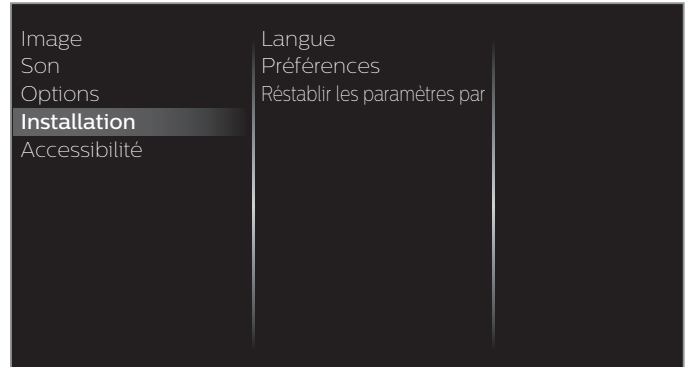 Image
Son
Options
Installation
Accessibilité
Langue
Préférences
Réstablir les paramètres par